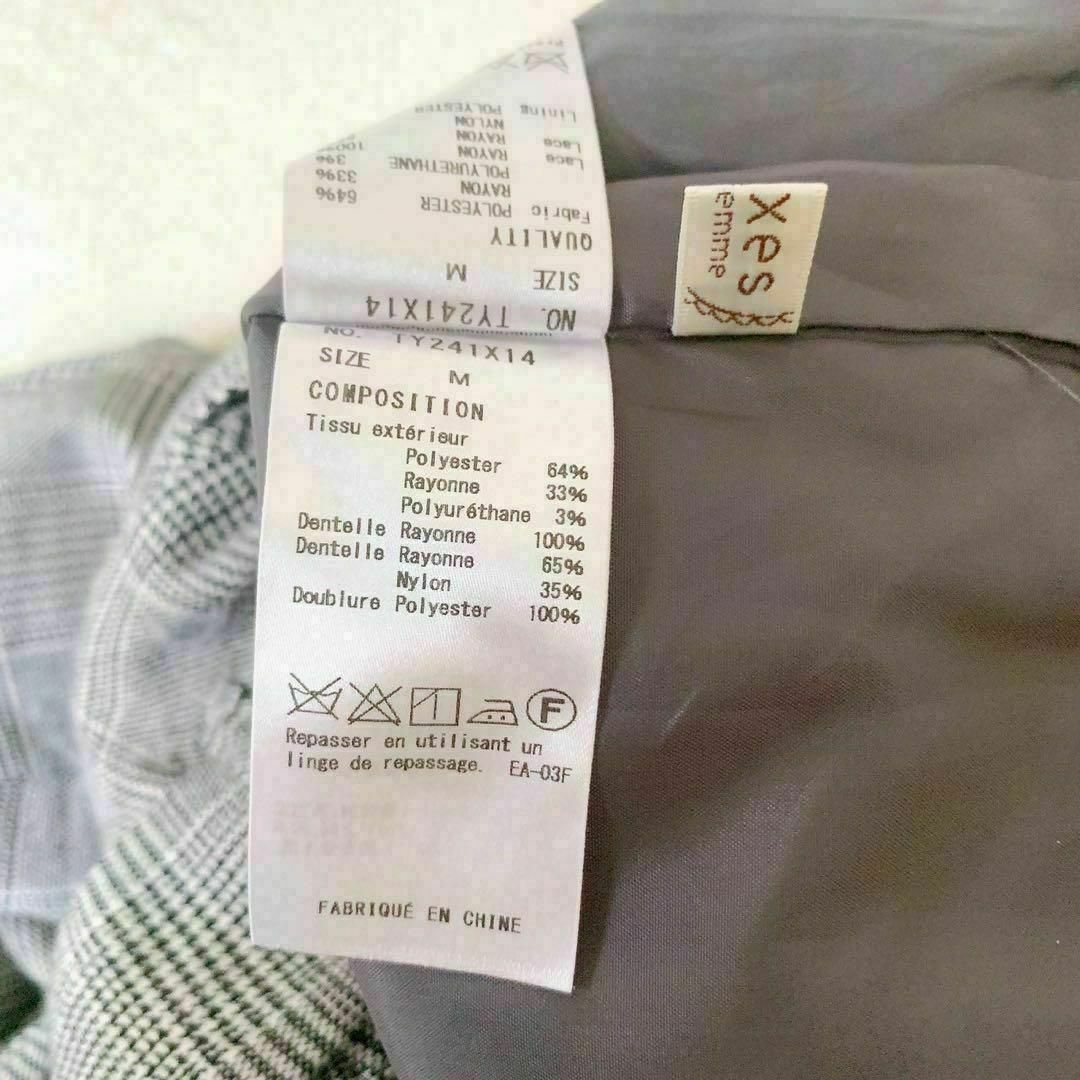 NO. TY241X14
SIZE M
QUALITY
Fabric POLYESTER 64%
RAYON 33%
POLYURETHANE 3%
Lace RAYON
Lace RAYON
NYLON
Lining POLYESTER
xes
emme
NO. TY241X14
SIZE M
COMPOSITION
Tissu extérieur
Polyester 64%
Rayonne 33%
Polyuréthane 3%
Dentelle Rayonne 100%
Dentelle Rayonne 65%
Nylon 35%
Doublure Polyester 100%
F
Repasser en utilisant un
linge de repassage. EA-03F
FABRIQUÉ EN CHINE